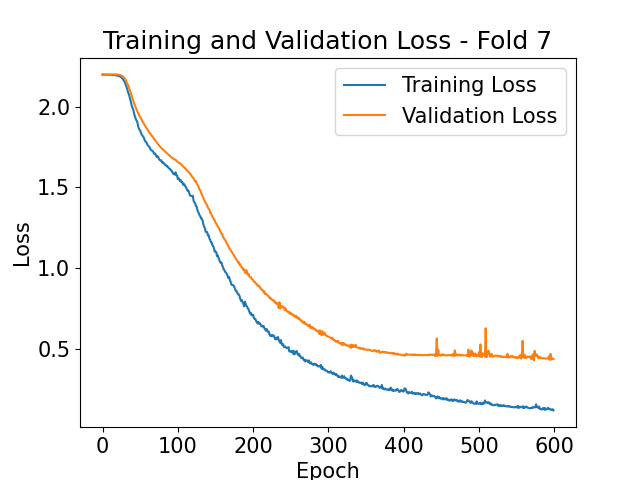 Training and Validation Loss - Fold 7
Training Loss
Validation Loss
Loss
2.0
1.5
1.0
0.5
0 100 200 300 400 500 600
Epoch